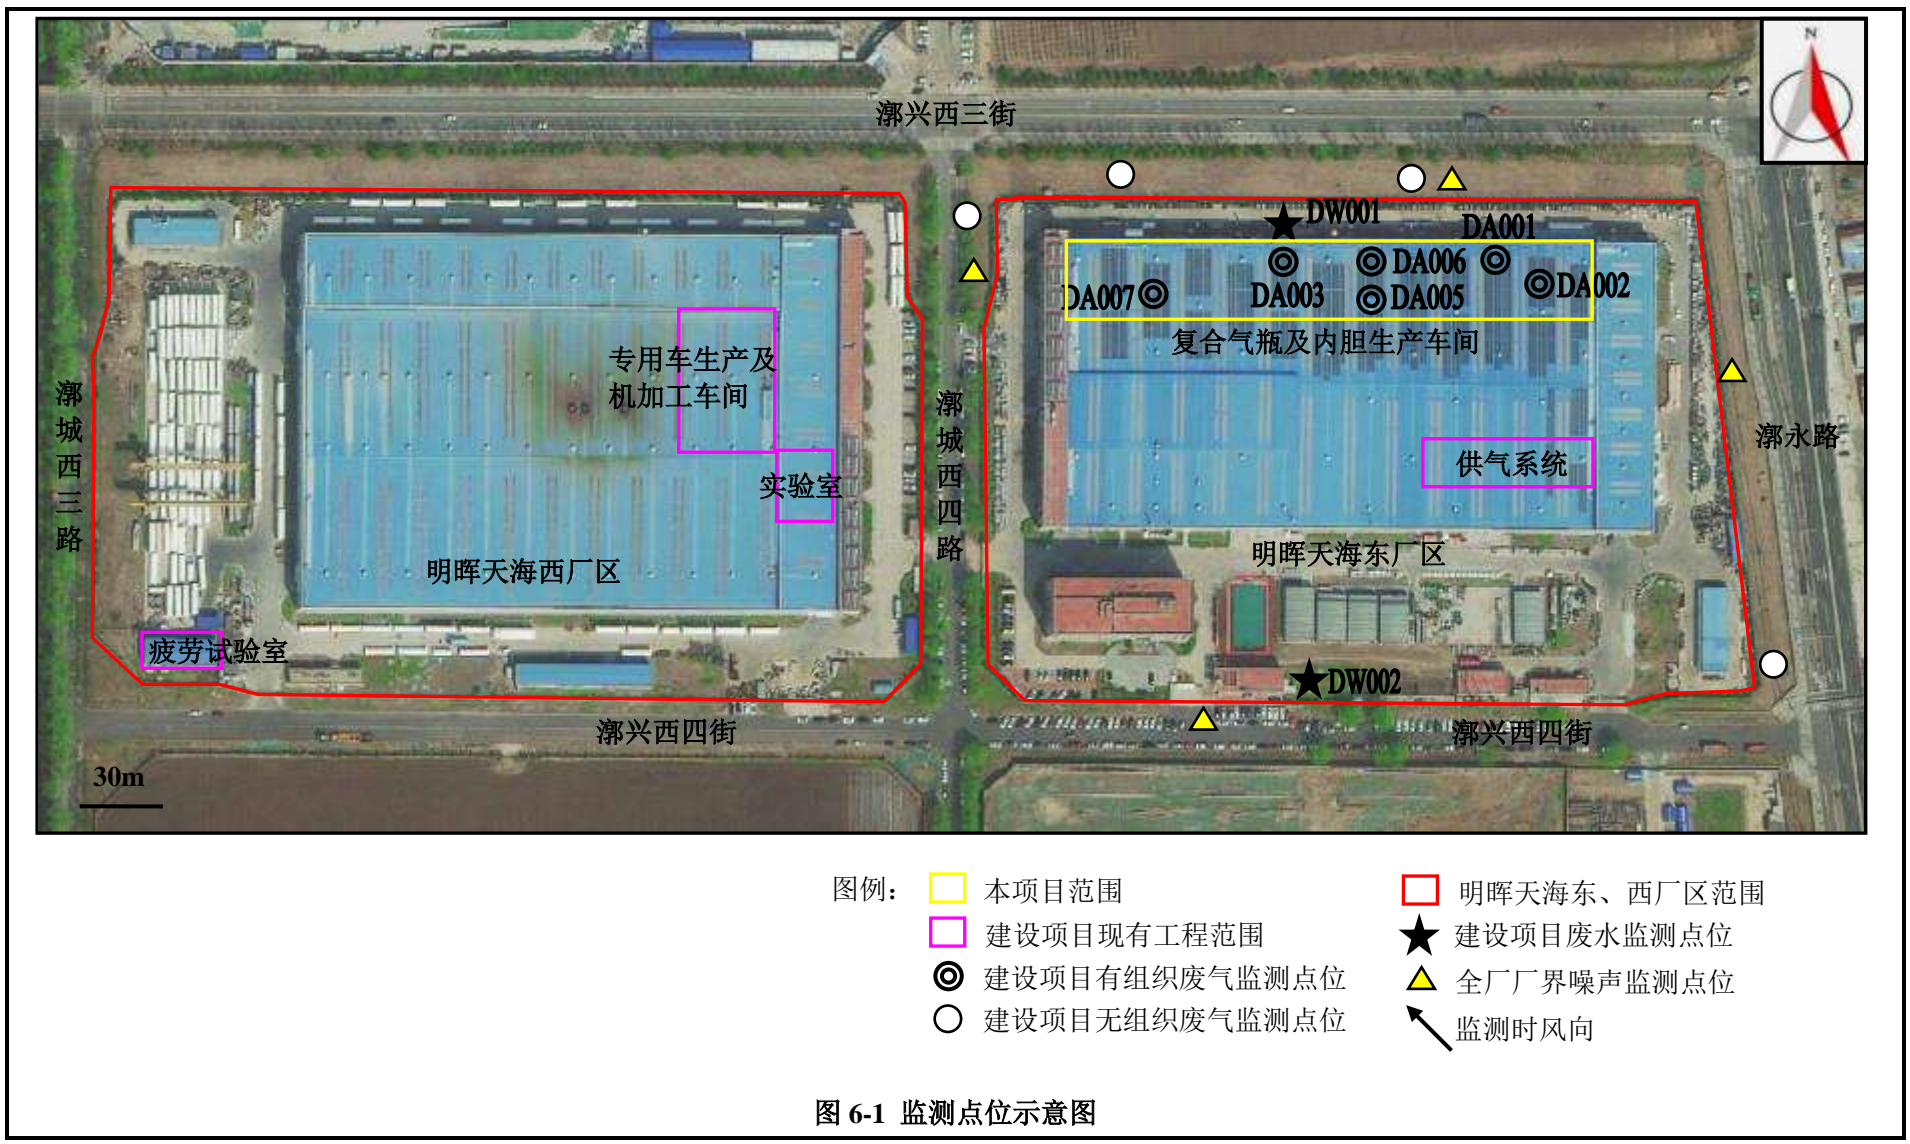 N
漷兴西三街
DW001
DA001
DA006
DA002
DA007
DA003
DA005
复合气瓶及内胆生产车间
专用车生产及
机加工车间
漷城西三路
漷城西四路
漷永路
供气系统
实验室
明晖天海西厂区
明晖天海东厂区
疲劳试验室
DW002
漷兴西四街
漷兴西四街
30m
图例：
本项目范围
明晖天海东、西厂区范围
建设项目现有工程范围
建设项目废水监测点位
建设项目有组织废气监测点位
全厂厂界噪声监测点位
建设项目无组织废气监测点位
监测时风向
图 6-1 监测点位示意图